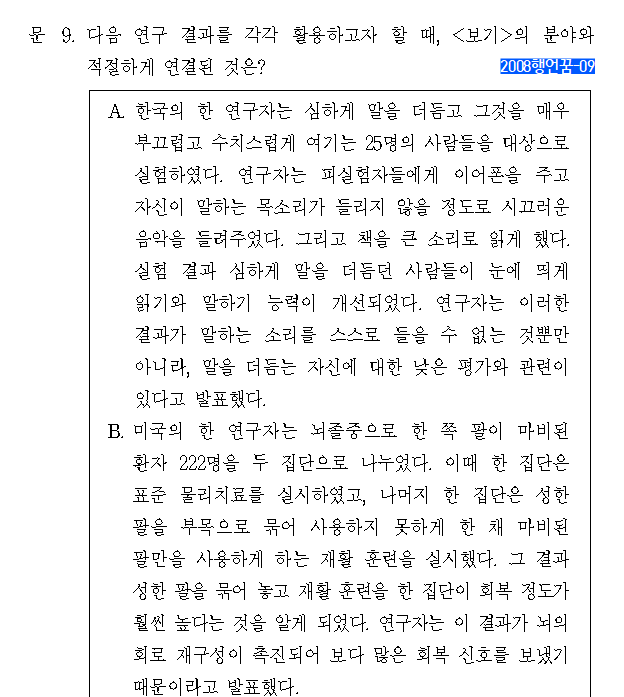 문 9. 다음 연구 결과를 각각 활용하고자 할 때, <보기>의 분야와
적절하게 연결된 것은?
2008행언꿈-09
A. 한국의 한 연구자는 심하게 말을 더듬고 그것을 매우
부끄럽고 수치스럽게 여기는 25명의 사람들을 대상으로
실험하였다. 연구자는 피실험자들에게 이어폰을 주고
자신이 말하는 목소리가 들리지 않을 정도로 시끄러운
음악을 들려주었다. 그리고 책을 큰 소리로 읽게 했다.
실험 결과 심하게 말을 더듬던 사람들이 눈에 띄게
읽기와 말하기 능력이 개선되었다. 연구자는 이러한
결과가 말하는 소리를 스스로 들을 수 없는 것뿐만
아니라, 말을 더듬는 자신에 대한 낮은 평가와 관련이
있다고 발표했다.
B. 미국의 한 연구자는 뇌졸중으로 한 쪽 팔이 마비된
환자 222명을 두 집단으로 나누었다. 이때 한 집단은
표준 물리치료를 실시하였고, 나머지 한 집단은 성한
팔을 부목으로 묶어 사용하지 못하게 한 채 마비된
팔만을 사용하게 하는 재활 훈련을 실시했다. 그 결과
성한 팔을 묶어 놓고 재활 훈련을 한 집단이 회복 정도가
훨씬 높다는 것을 알게 되었다. 연구자는 이 결과가 뇌의
회로 재구성이 촉진되어 보다 많은 회복 신호를 보냈기
때문이라고 발표했다.